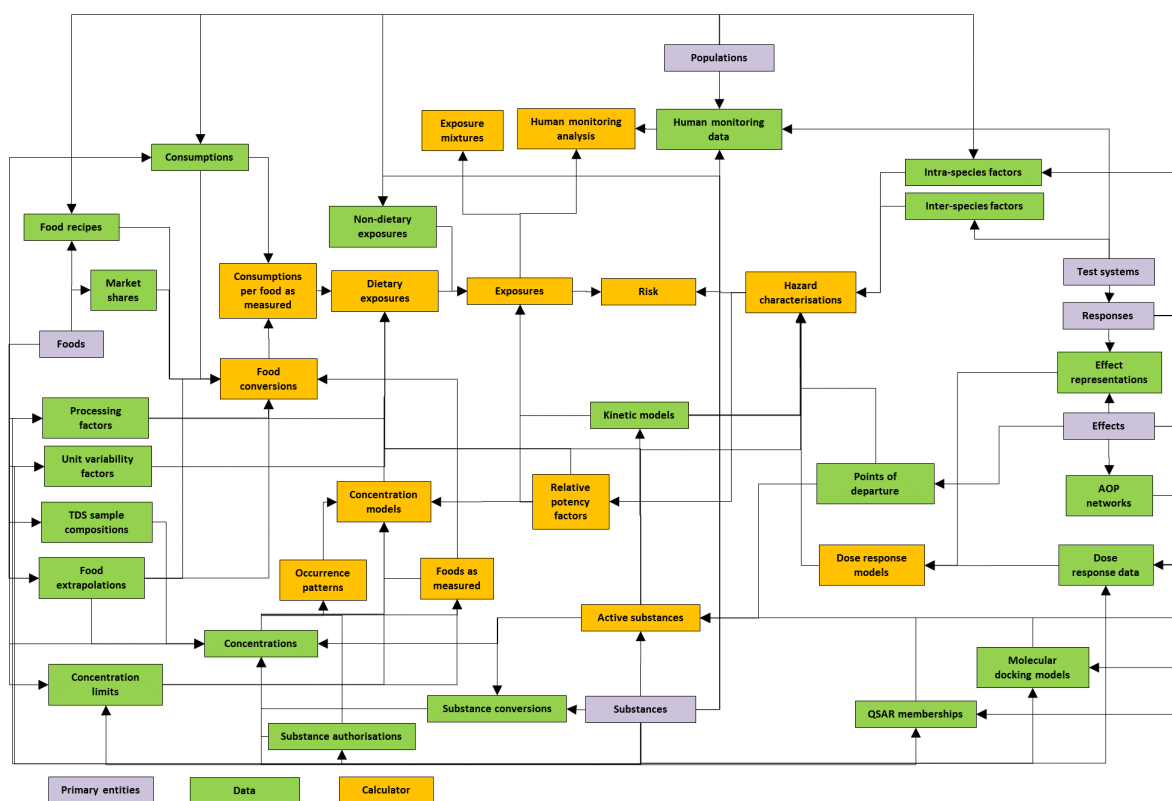 Populations
Exposure
mixtures
Human monitoring
analysis
Human monitoring
data
Consumptions
Intra-species factors
Inter-species factors
Food recipes
Non-dietary
exposures
Market
shares
Consumptions
per food as
measured
Dietary
exposures
Exposures
Risk
Hazard
characterisations
Test systems
Responses
Foods
Food
conversions
Effect
representations
Processing
factors
Kinetic models
Effects
Unit variability
factors
Concentration
models
Relative
potency
factors
Points of
departure
AOP
networks
TDS sample
compositions
Food
extrapolations
Occurrence
patterns
Foods as
measured
Dose response
models
Dose
response data
Concentrations
Active substances
Molecular
docking models
Concentration
limits
Substance conversions
Substances
QSAR memberships
Substance authorisations
Primary entities
Data
Calculator